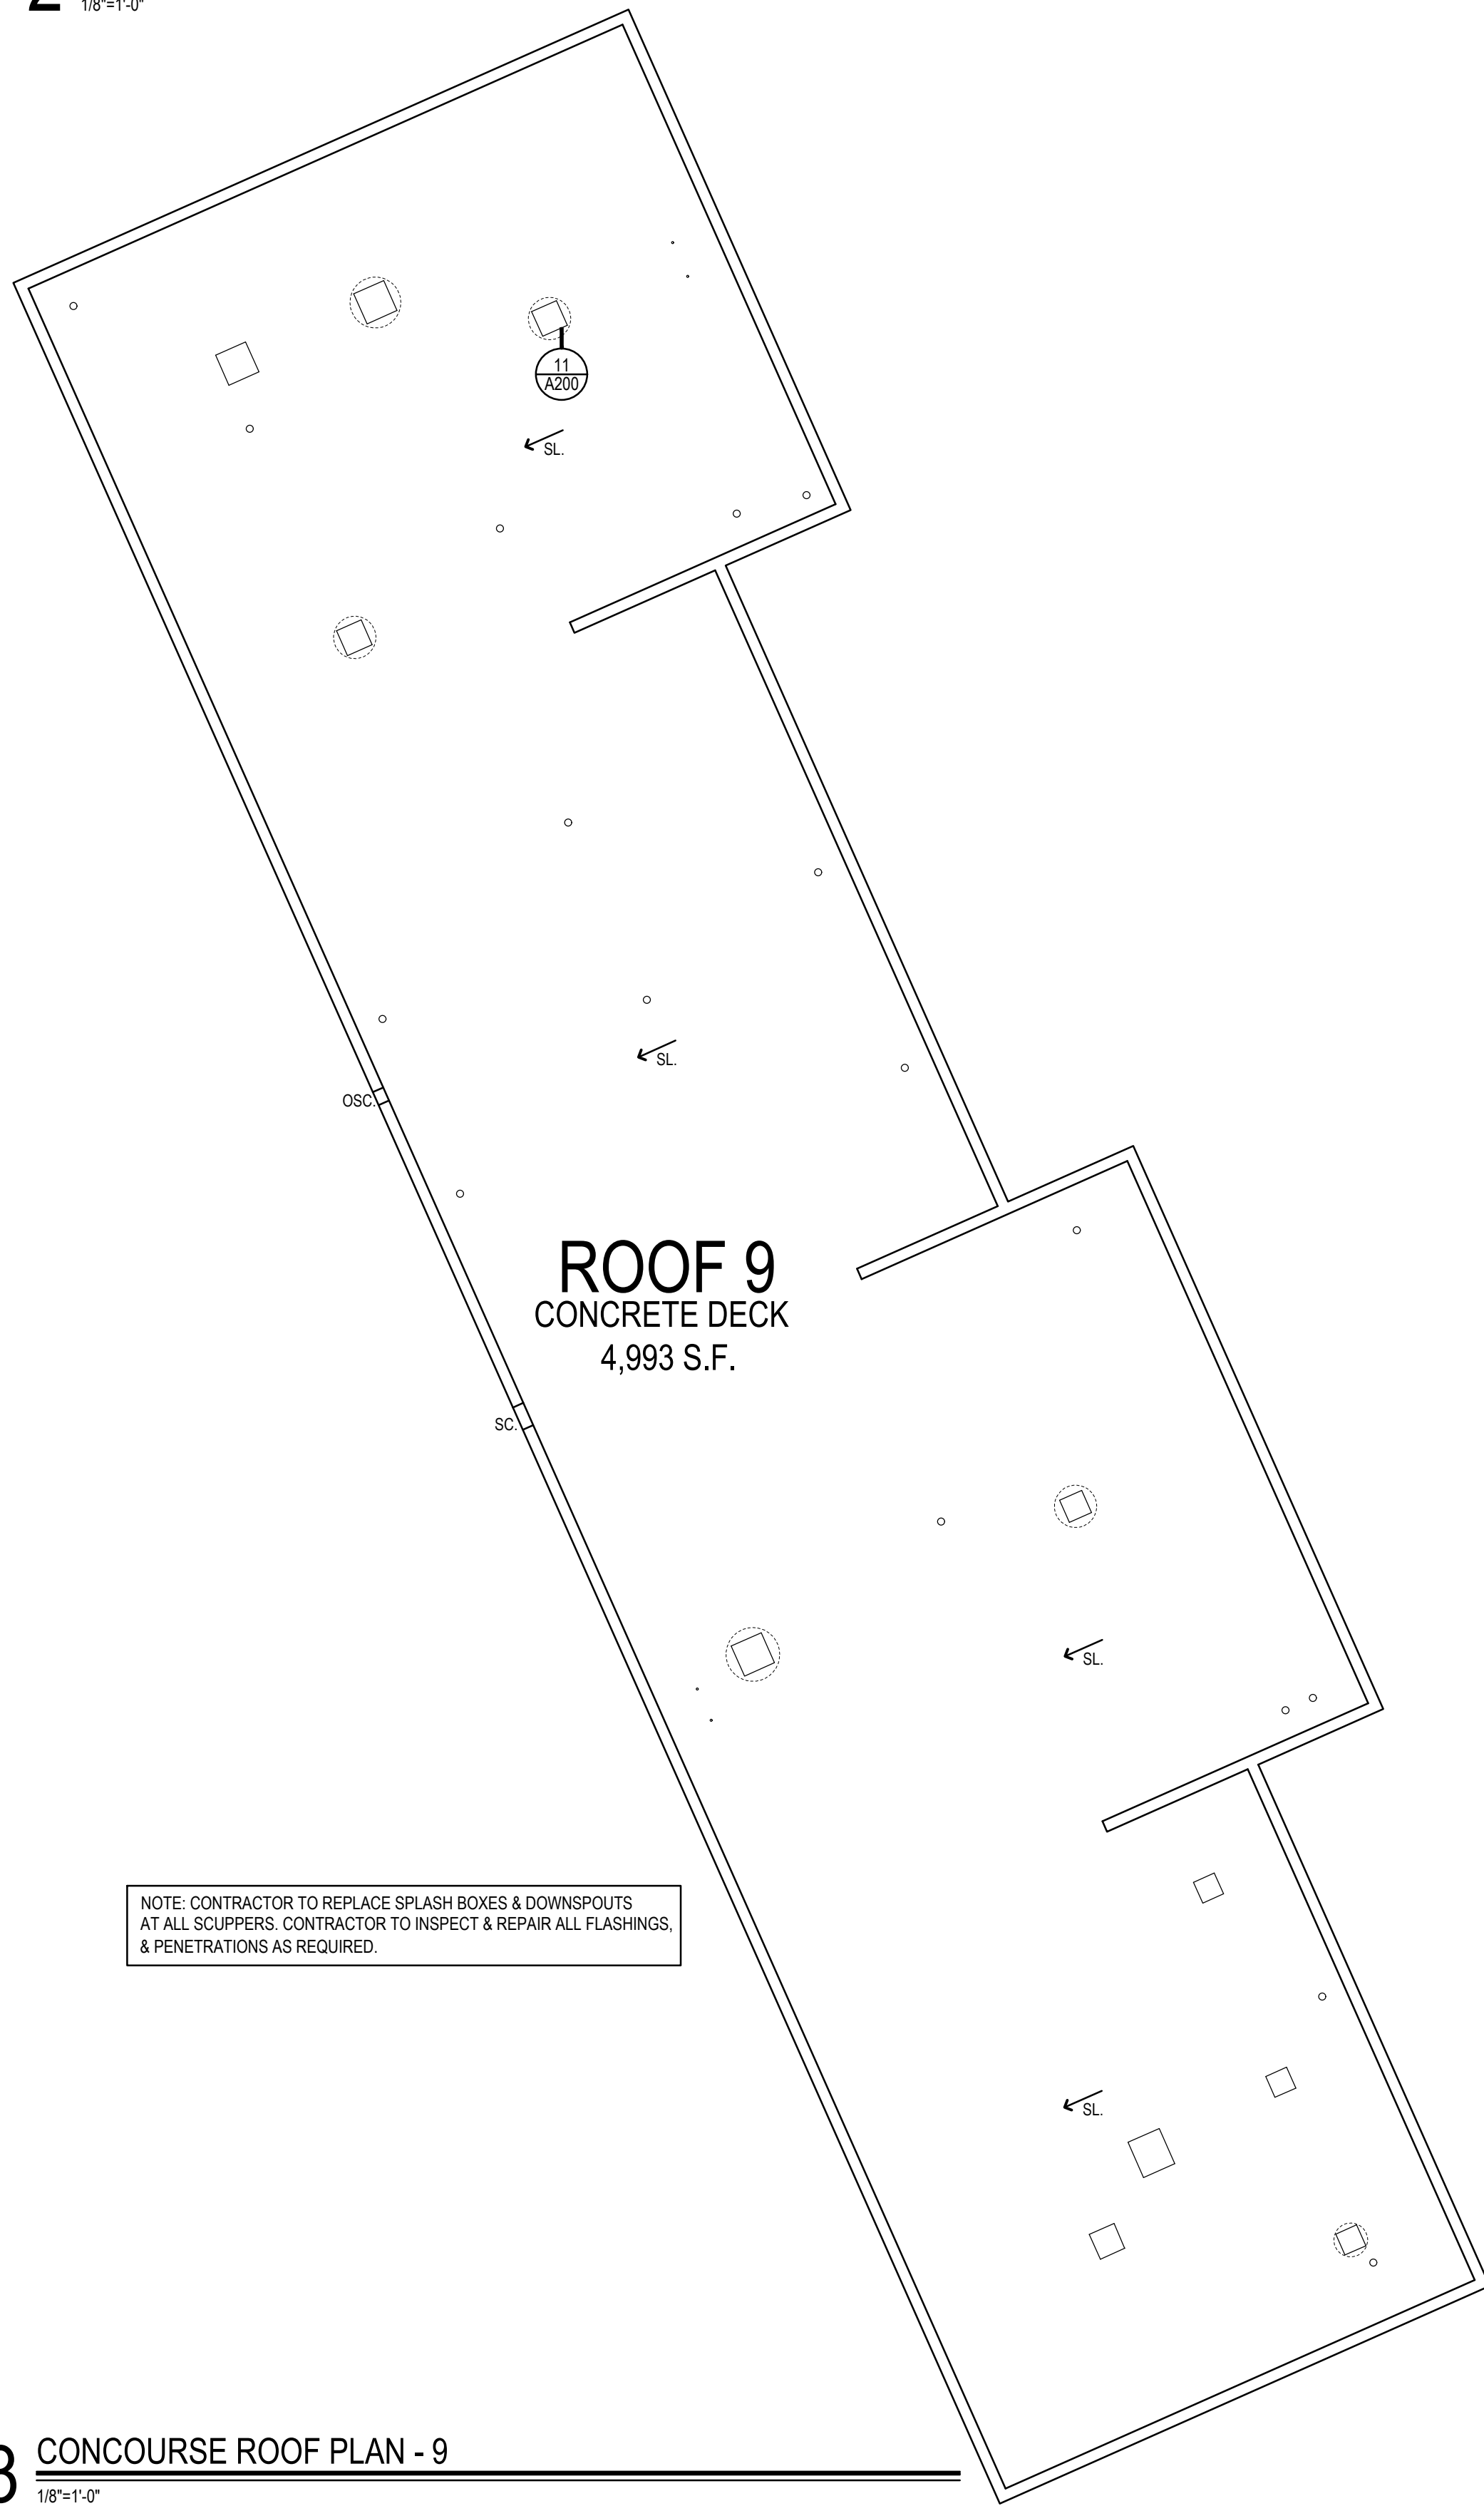 1/8"=1'-0"
11
A200
SL.
SL.
OSC.
ROOF 9
CONCRETE DECK
4,993 S.F.
SC.
SL.
NOTE: CONTRACTOR TO REPLACE SPLASH BOXES & DOWNSPOUTS
AT ALL SCUPPERS. CONTRACTOR TO INSPECT & REPAIR ALL FLASHINGS,
& PENETRATIONS AS REQUIRED.
SL.
3 CONCOURSE ROOF PLAN - 9
1/8"=1'-0"